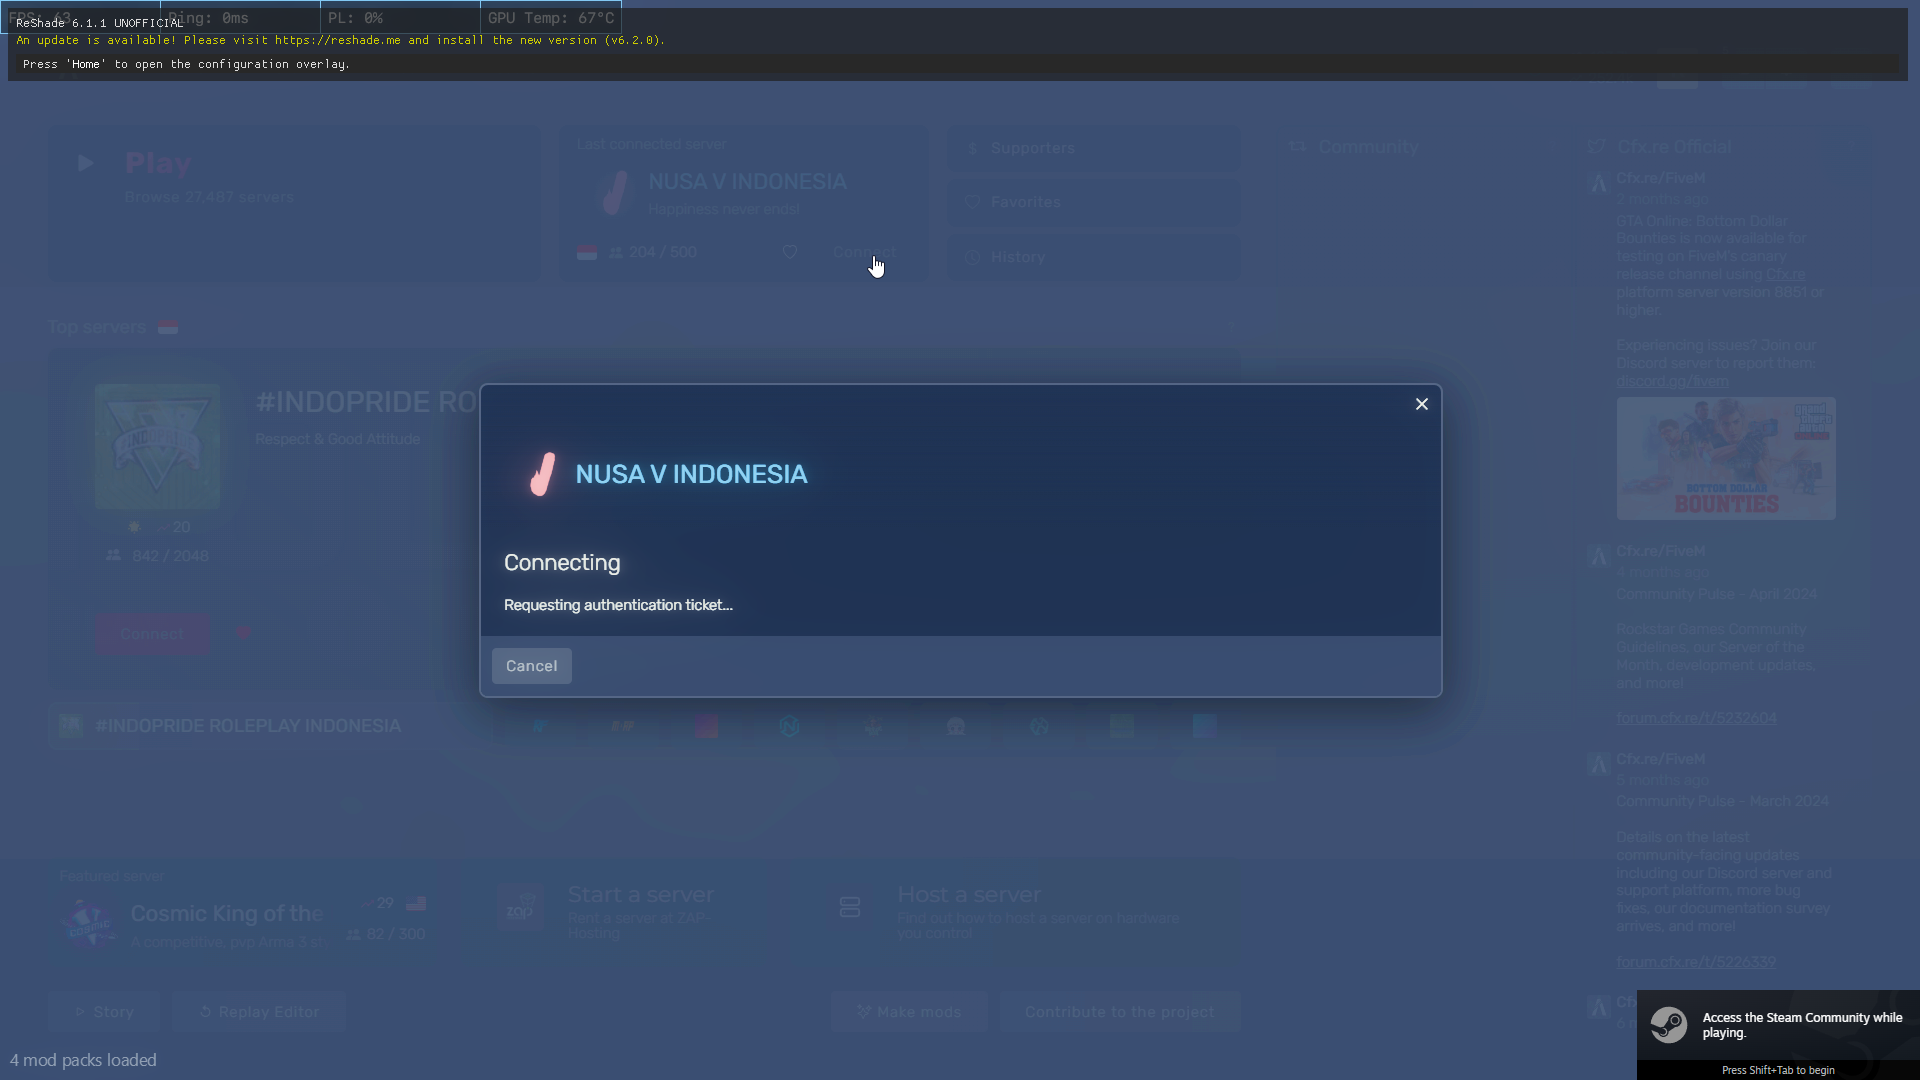 FPS: 63
Ping: 0ms
PL: 0%
GPU Temp: 67°C
ReShade 6.1.1 UNOFFICIAL
An update is available! Please visit https://reshade.me and install the new version (v6.2.0).
Press 'Home' to open the configuration overlay.
Play
Browse 27,487 servers
Last connected server
NUSA V INDONESIA
Happiness never ends!
204 / 500
Connect
Supporters
Favorites
History
Community
Cfx.re Official
Cfx.re/FiveM
2 months ago
GTA Online: Bottom Dollar
Bounties is now available for
testing on FiveM's canary
release channel using Cfx.re
platform server version 8851 or
higher.
Experiencing issues? Join our
Discord server to report them:
discord.gg/fivem
BOTTOM DOLLAR
BOUNTIES
Cfx.re/FiveM
4 months ago
Community Pulse - April 2024
Rockstar Games Community
Guidelines, our Server of the
Month, development updates,
and more!
forum.cfx.re/t/5232604
Cfx.re/FiveM
5 months ago
Community Pulse - March 2024
Details on the latest
community-facing updates
including our Discord server and
support platform, more bug
fixes, our documentation survey
arrives, and more!
forum.cfx.re/t/5226339
Top servers
#INDOPRIDE RO
Respect & Good Attitude
INDOPRIDE
20
842 / 2048
Connect
NUSA V INDONESIA
Connecting
Requesting authentication ticket...
Cancel
#INDOPRIDE ROLEPLAY INDONESIA
Featured server
COSMIC
Cosmic King of the
A competitive, pvp Arma 3 st
29
82 / 300
zap
Start a server
Rent a server at ZAP-
Hosting
Host a server
Find out how to host a server on hardware
you control
Story
Replay Editor
Make mods
Contribute to the project
4 mod packs loaded
Access the Steam Community while
playing.
Press Shift+Tab to begin